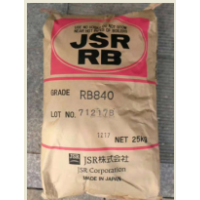 JSR
RB
GRADE RB840
LOT NO. 712128
1217 NET 25KG
JSR株式会社
JSR Corporation
MADE IN JAPAN